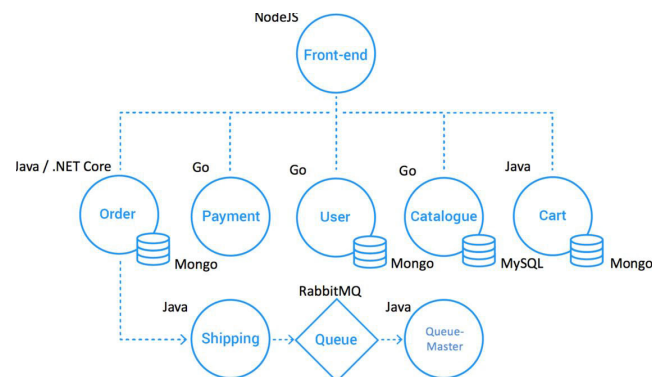 NodeJS
Front-end
Java / .NET Core
Go
Go
Go
Java
Order
Payment
User
Catalogue
Cart
Mongo
Mongo
MySQL
Mongo
RabbitMQ
Java
Java
Shipping
Queue
Queue-
Master